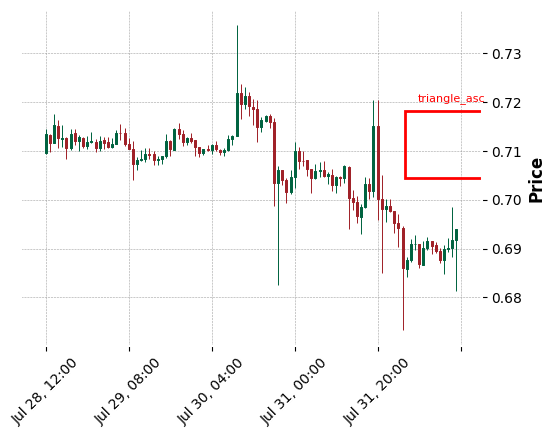 0.73
triangle_asc
0.72
0.71
0.70
0.69
0.68
Price
Jul 28, 12:00
Jul 29, 08:00
Jul 30, 04:00
Jul 31, 00:00
Jul 31, 20:00